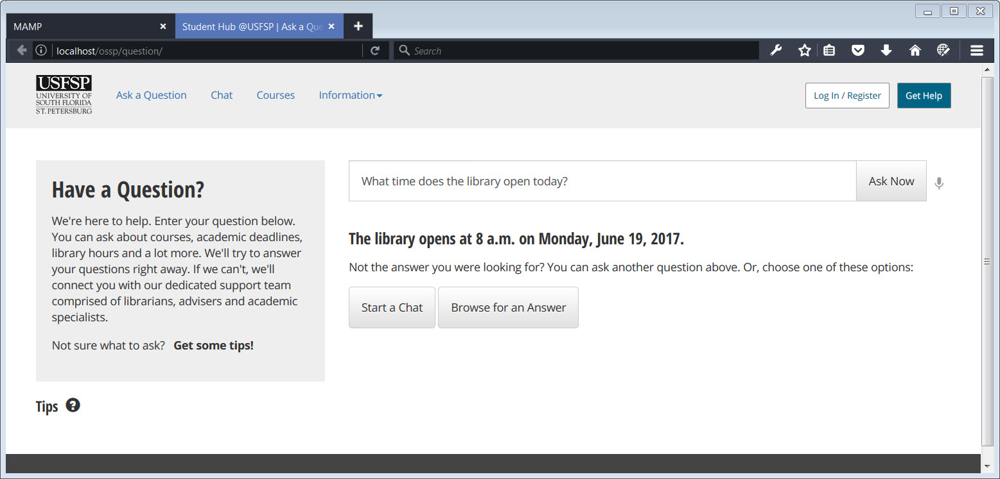 MAMP
Student Hub @USFSP | Ask a Que
localhost/ossp/question/
Search
USFSP
UNIVERSITY OF
SOUTH FLORIDA
ST. PETERSBURG
Ask a Question
Chat
Courses
Information
Log In / Register
Get Help
Have a Question?
We're here to help. Enter your question below.
You can ask about courses, academic deadlines,
library hours and a lot more. We'll try to answer
your questions right away. If we can't, we'll
connect you with our dedicated support team
comprised of librarians, advisers and academic
specialists.
Not sure what to ask? Get some tips!
Tips
What time does the library open today?
Ask Now
The library opens at 8 a.m. on Monday, June 19, 2017.
Not the answer you were looking for? You can ask another question above. Or, choose one of these options:
Start a Chat
Browse for an Answer